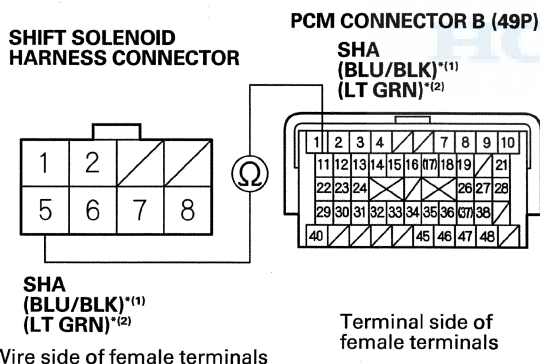 PCM CONNECTOR B (49P)
SHIFT SOLENOID
HARNESS CONNECTOR
SHA
(BLU/BLK)*(1)
(LT GRN)*(2)
1 2 3 4 7 8 9 10
11 12 13 14 15 16 (17) 18 19 21
22 23 24 26 27 28
29 30 31 32 33 34 35 36 (37) 38
40 45 46 47 48
1 2
5 6 7 8
Ω
SHA
(BLU/BLK)*(1)
(LT GRN)*(2)
Wire side of female terminals
Terminal side of
female terminals